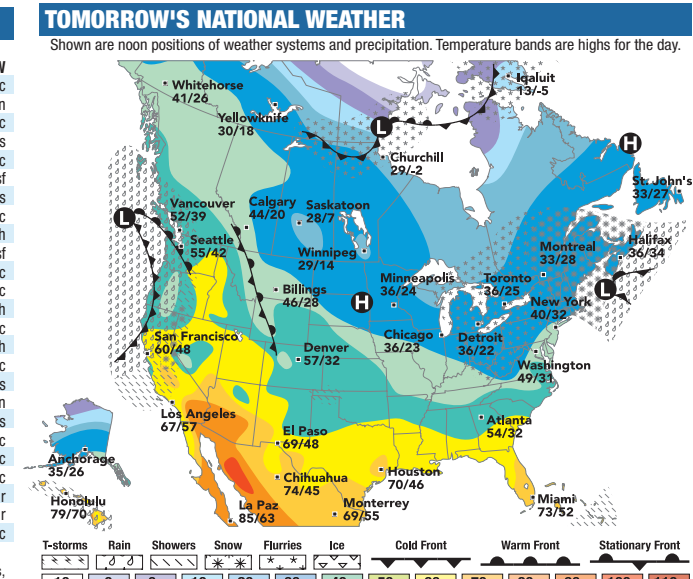 TOMORROW'S NATIONAL WEATHER
Shown are noon positions of weather systems and precipitation. Temperature bands are highs for the day.
Whitehorse
41/26
Iqaluit
13/-5
Yellowknife
30/18
L
Churchill
29/-2
H
St. John's
33/27
Vancouver
52/39
Calgary
44/20
Saskatoon
28/7
L
Seattle
55/42
Winnipeg
29/14
Montreal
33/28
Halifax
36/34
Minneapolis
36/24
Toronto
36/25
Billings
46/28
H
L
New York
40/32
San Francisco
60/48
Denver
57/32
Chicago
36/23
Detroit
36/22
Washington
49/31
Los Angeles
67/57
El Paso
69/48
Atlanta
54/32
Anchorage
35/26
Chihuahua
74/45
Houston
70/46
Honolulu
79/70
La Paz
85/63
Monterrey
69/55
Miami
73/52
T-storms Rain Showers Snow Flurries Ice Cold Front Warm Front Stationary Front